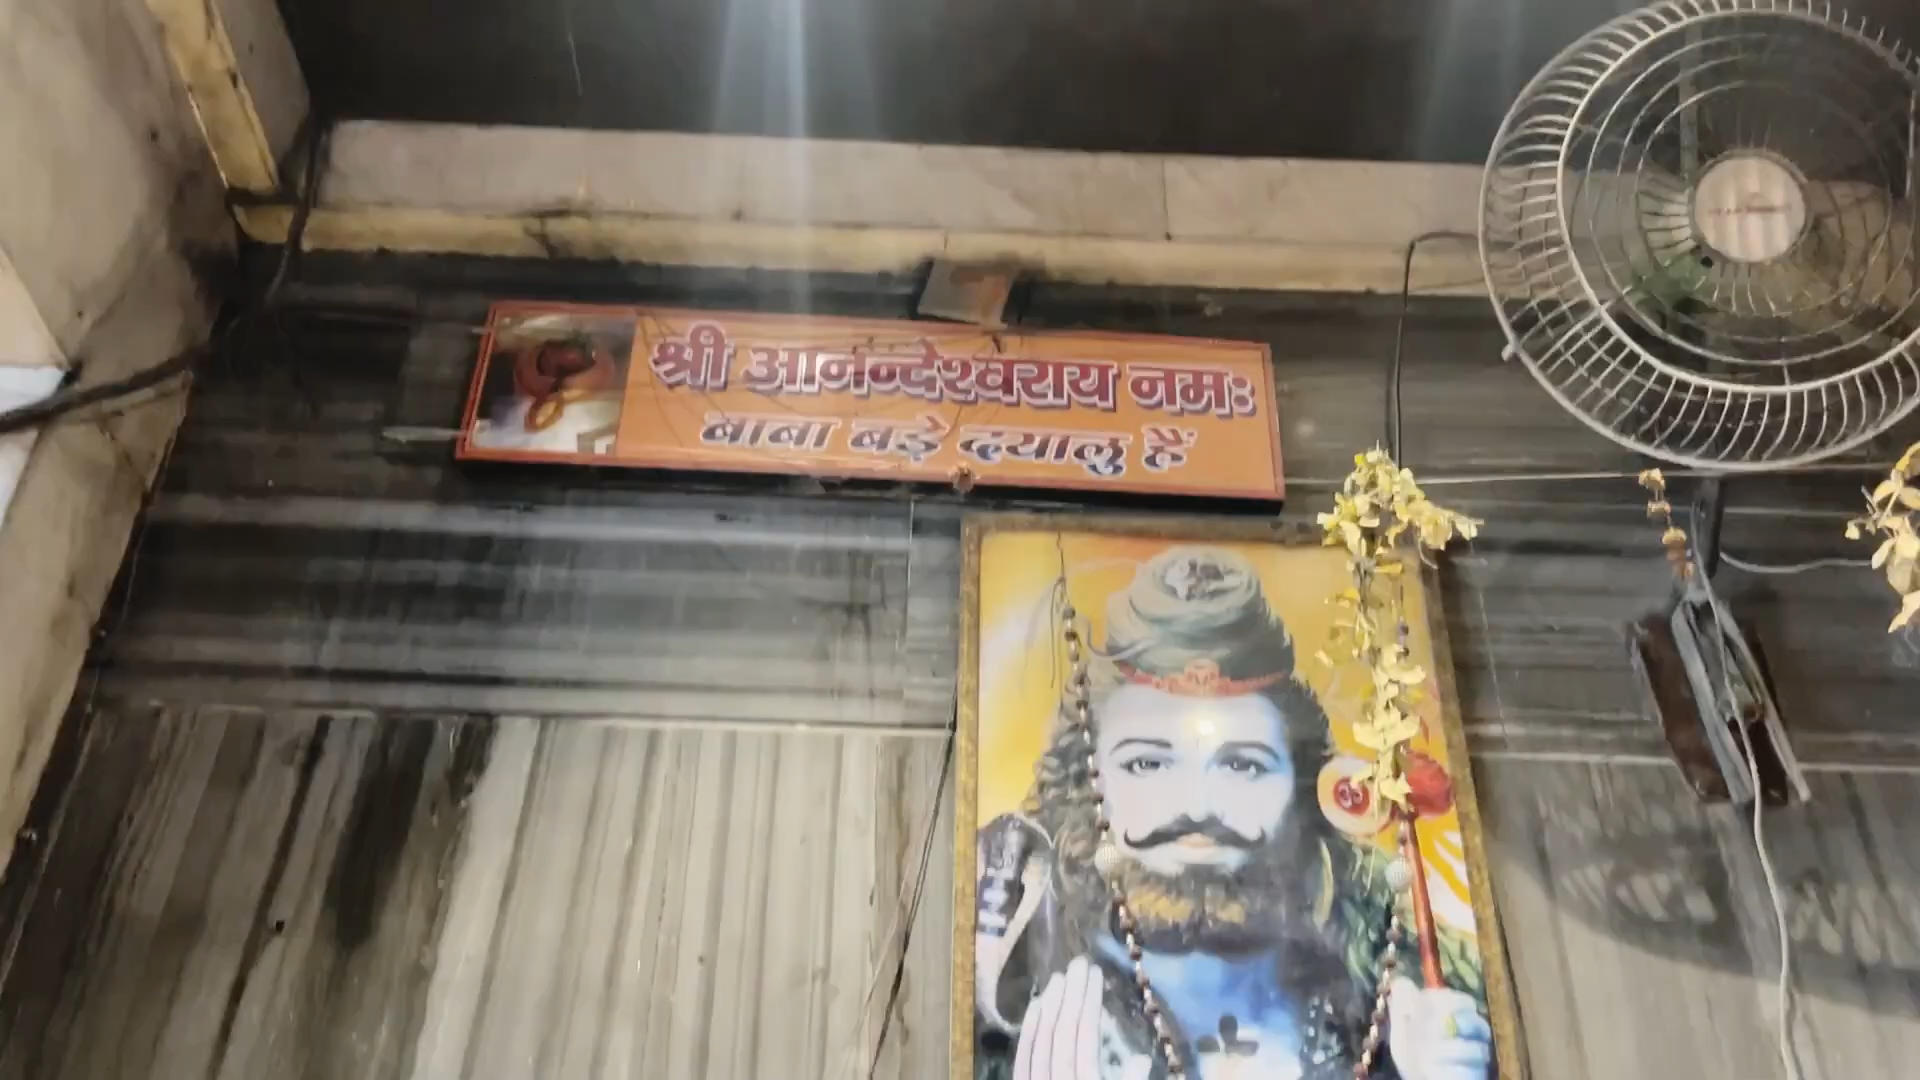 श्री आनन्देश्वराय नमः
बाबा बड़े दयालु हैं